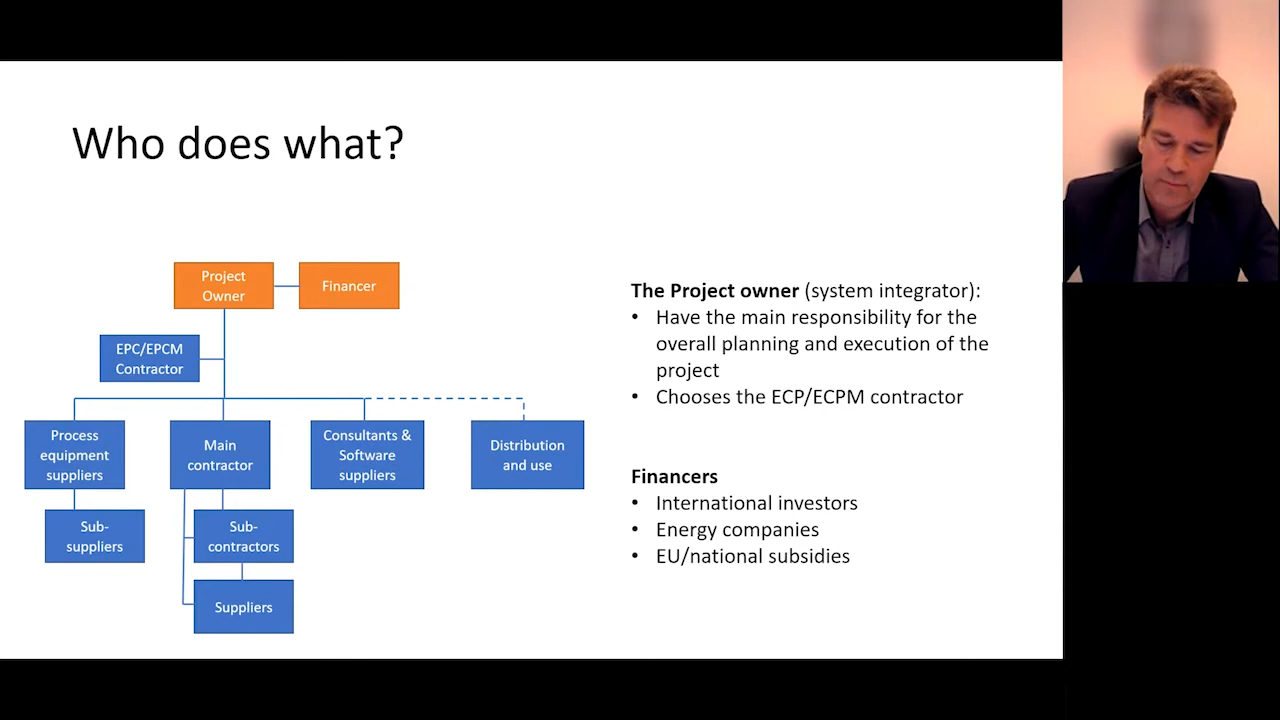 Who does what?
Project
Owner
Financer
EPC/EPCM
Contractor
Process
equipment
suppliers
Main
contractor
Consultants &
Software
suppliers
Distribution
and use
Sub-
suppliers
Sub-
contractors
Suppliers
The Project owner (system integrator):
• Have the main responsibility for the
overall planning and execution of the
project
• Chooses the ECP/ECPM contractor
Financers
• International investors
• Energy companies
• EU/national subsidies